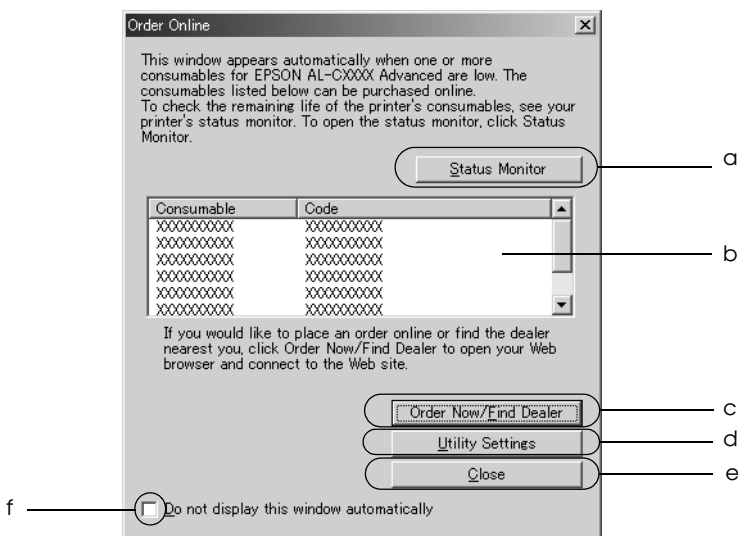 Order Online
This window appears automatically when one or more
consumables for EPSON AL-CXXXX Advanced are low. The
consumables listed below can be purchased online.
To check the remaining life of the printer's consumables, see your
printer's status monitor. To open the status monitor, click Status
Monitor.
Status Monitor
a
Consumable Code
XXXXXXXXXX XXXXXXXXXX
XXXXXXXXXX XXXXXXXXXX
XXXXXXXXXX XXXXXXXXXX
XXXXXXXXXX XXXXXXXXXX
XXXXXXXXXX XXXXXXXXXX
XXXXXXXXXX XXXXXXXXXX
b
If you would like to place an order online or find the dealer
nearest you, click Order Now/Find Dealer to open your Web
browser and connect to the Web site.
Order Now/Find Dealer
c
Utility Settings
d
Close
e
f
Do not display this window automatically